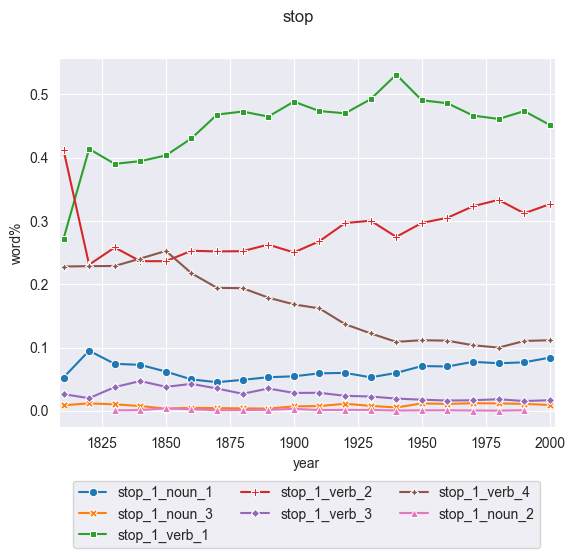 stop
0.5
0.4
0.3
0.2
0.1
0.0
word%
1825 1850 1875 1900 1925 1950 1975 2000
year
stop_1_noun_1 stop_1_verb_2 stop_1_verb_4
stop_1_noun_3 stop_1_verb_3 stop_1_noun_2
stop_1_verb_1